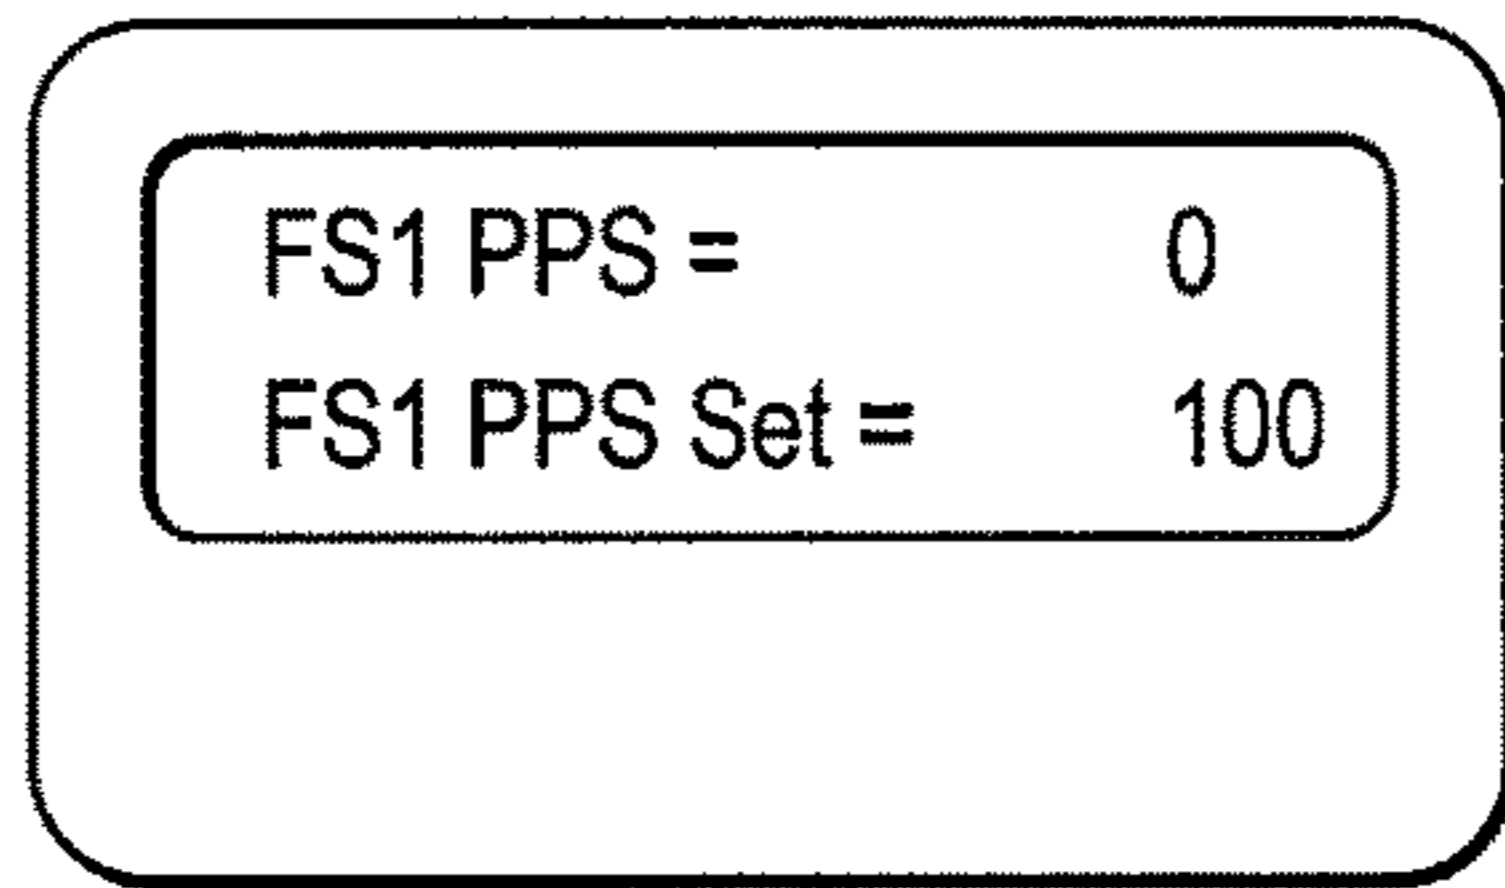 FS1 PPS = 0
FS1 PPS Set = 100